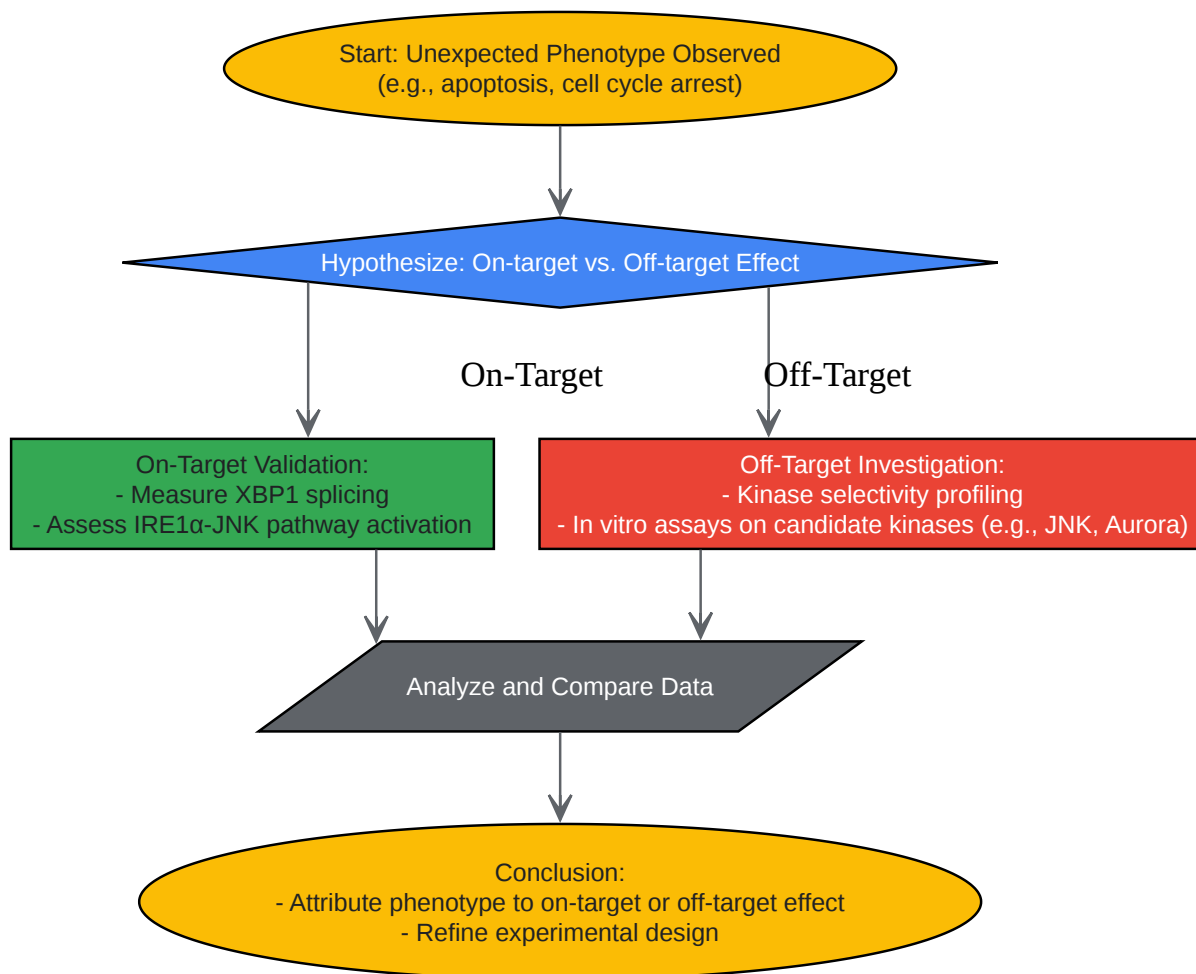 Start: Unexpected Phenotype Observed
(e.g., apoptosis, cell cycle arrest)
Hypothesize: On-target vs. Off-target Effect
On-Target
Off-Target
On-Target Validation:
- Measure XBP1 splicing
- Assess IRE1α-JNK pathway activation
Off-Target Investigation:
- Kinase selectivity profiling
- In vitro assays on candidate kinases (e.g., JNK, Aurora)
Analyze and Compare Data
Conclusion:
- Attribute phenotype to on-target or off-target effect
- Refine experimental design